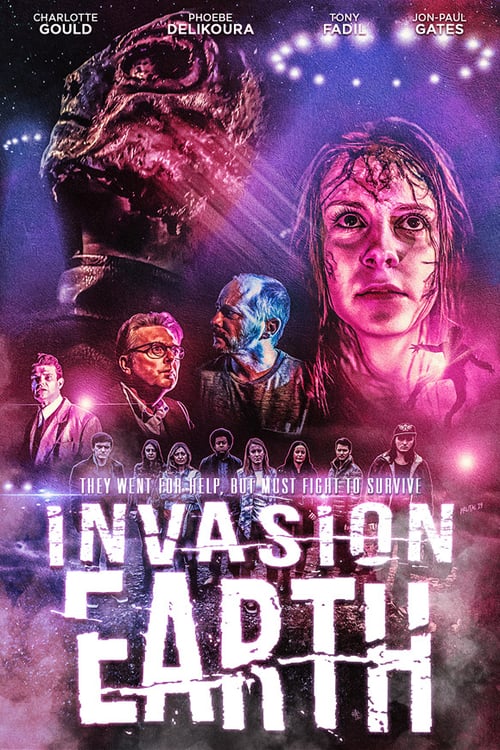 CHARLOTTE GOULD
PHOEBE DELIKOURA
TONY FADIL
JON-PAUL GATES
THEY WENT FOR HELP, BUT MUST FIGHT TO SURVIVE
INVASION
EARTH